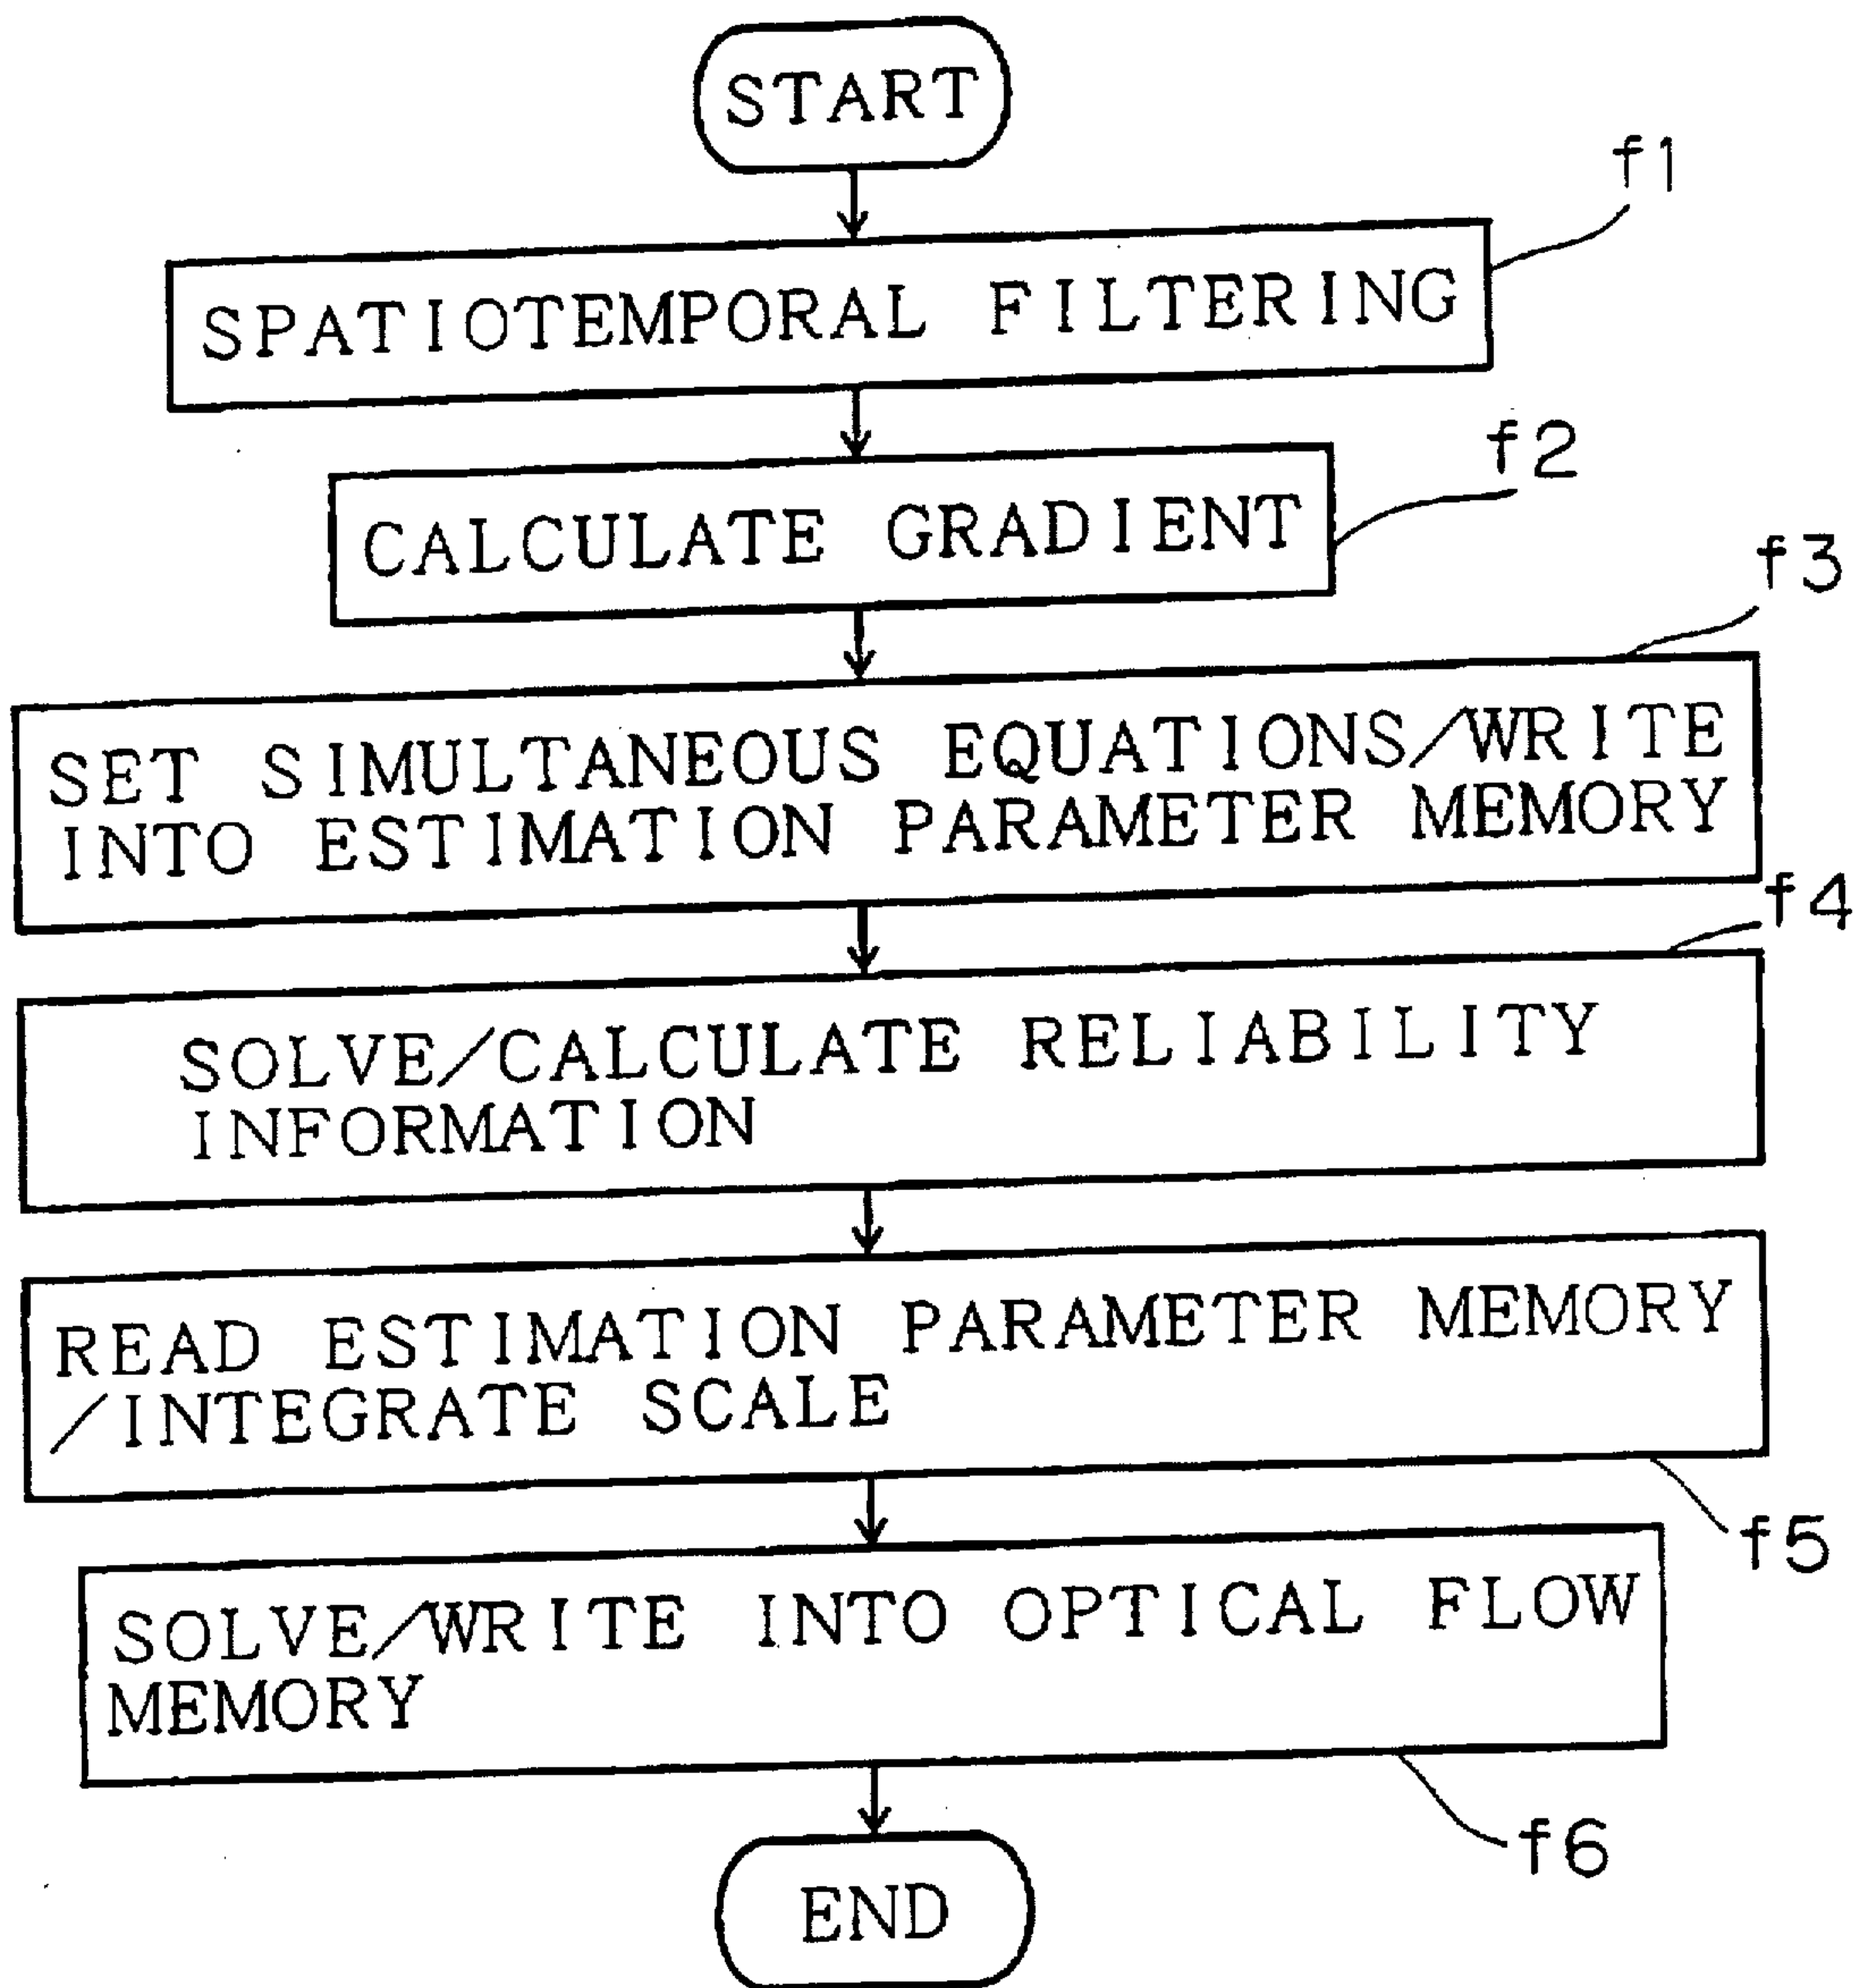 START
f1
SPATIOTEMPORAL FILTERING
f2
CALCULATE GRADIENT
f3
SET SIMULTANEOUS EQUATIONS/WRITE
INTO ESTIMATION PARAMETER MEMORY
f4
SOLVE/CALCULATE RELIABILITY
INFORMATION
READ ESTIMATION PARAMETER MEMORY
/INTEGRATE SCALE
f5
SOLVE/WRITE INTO OPTICAL FLOW
MEMORY
f6
END